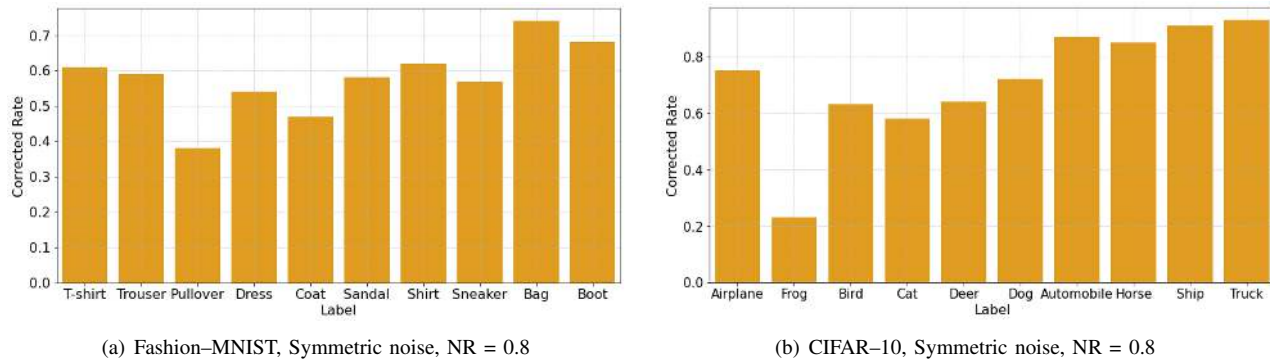 0.7
0.6
0.5
0.4
0.3
0.2
0.1
0.0
Corrected Rate
T-shirt Trouser Pullover Dress Coat Sandal Shirt Sneaker Bag Boot
Label
(a) Fashion–MNIST, Symmetric noise, NR = 0.8
0.8
0.6
0.4
0.2
0.0
Corrected Rate
Airplane Frog Bird Cat Deer Dog Automobile Horse Ship Truck
Label
(b) CIFAR–10, Symmetric noise, NR = 0.8